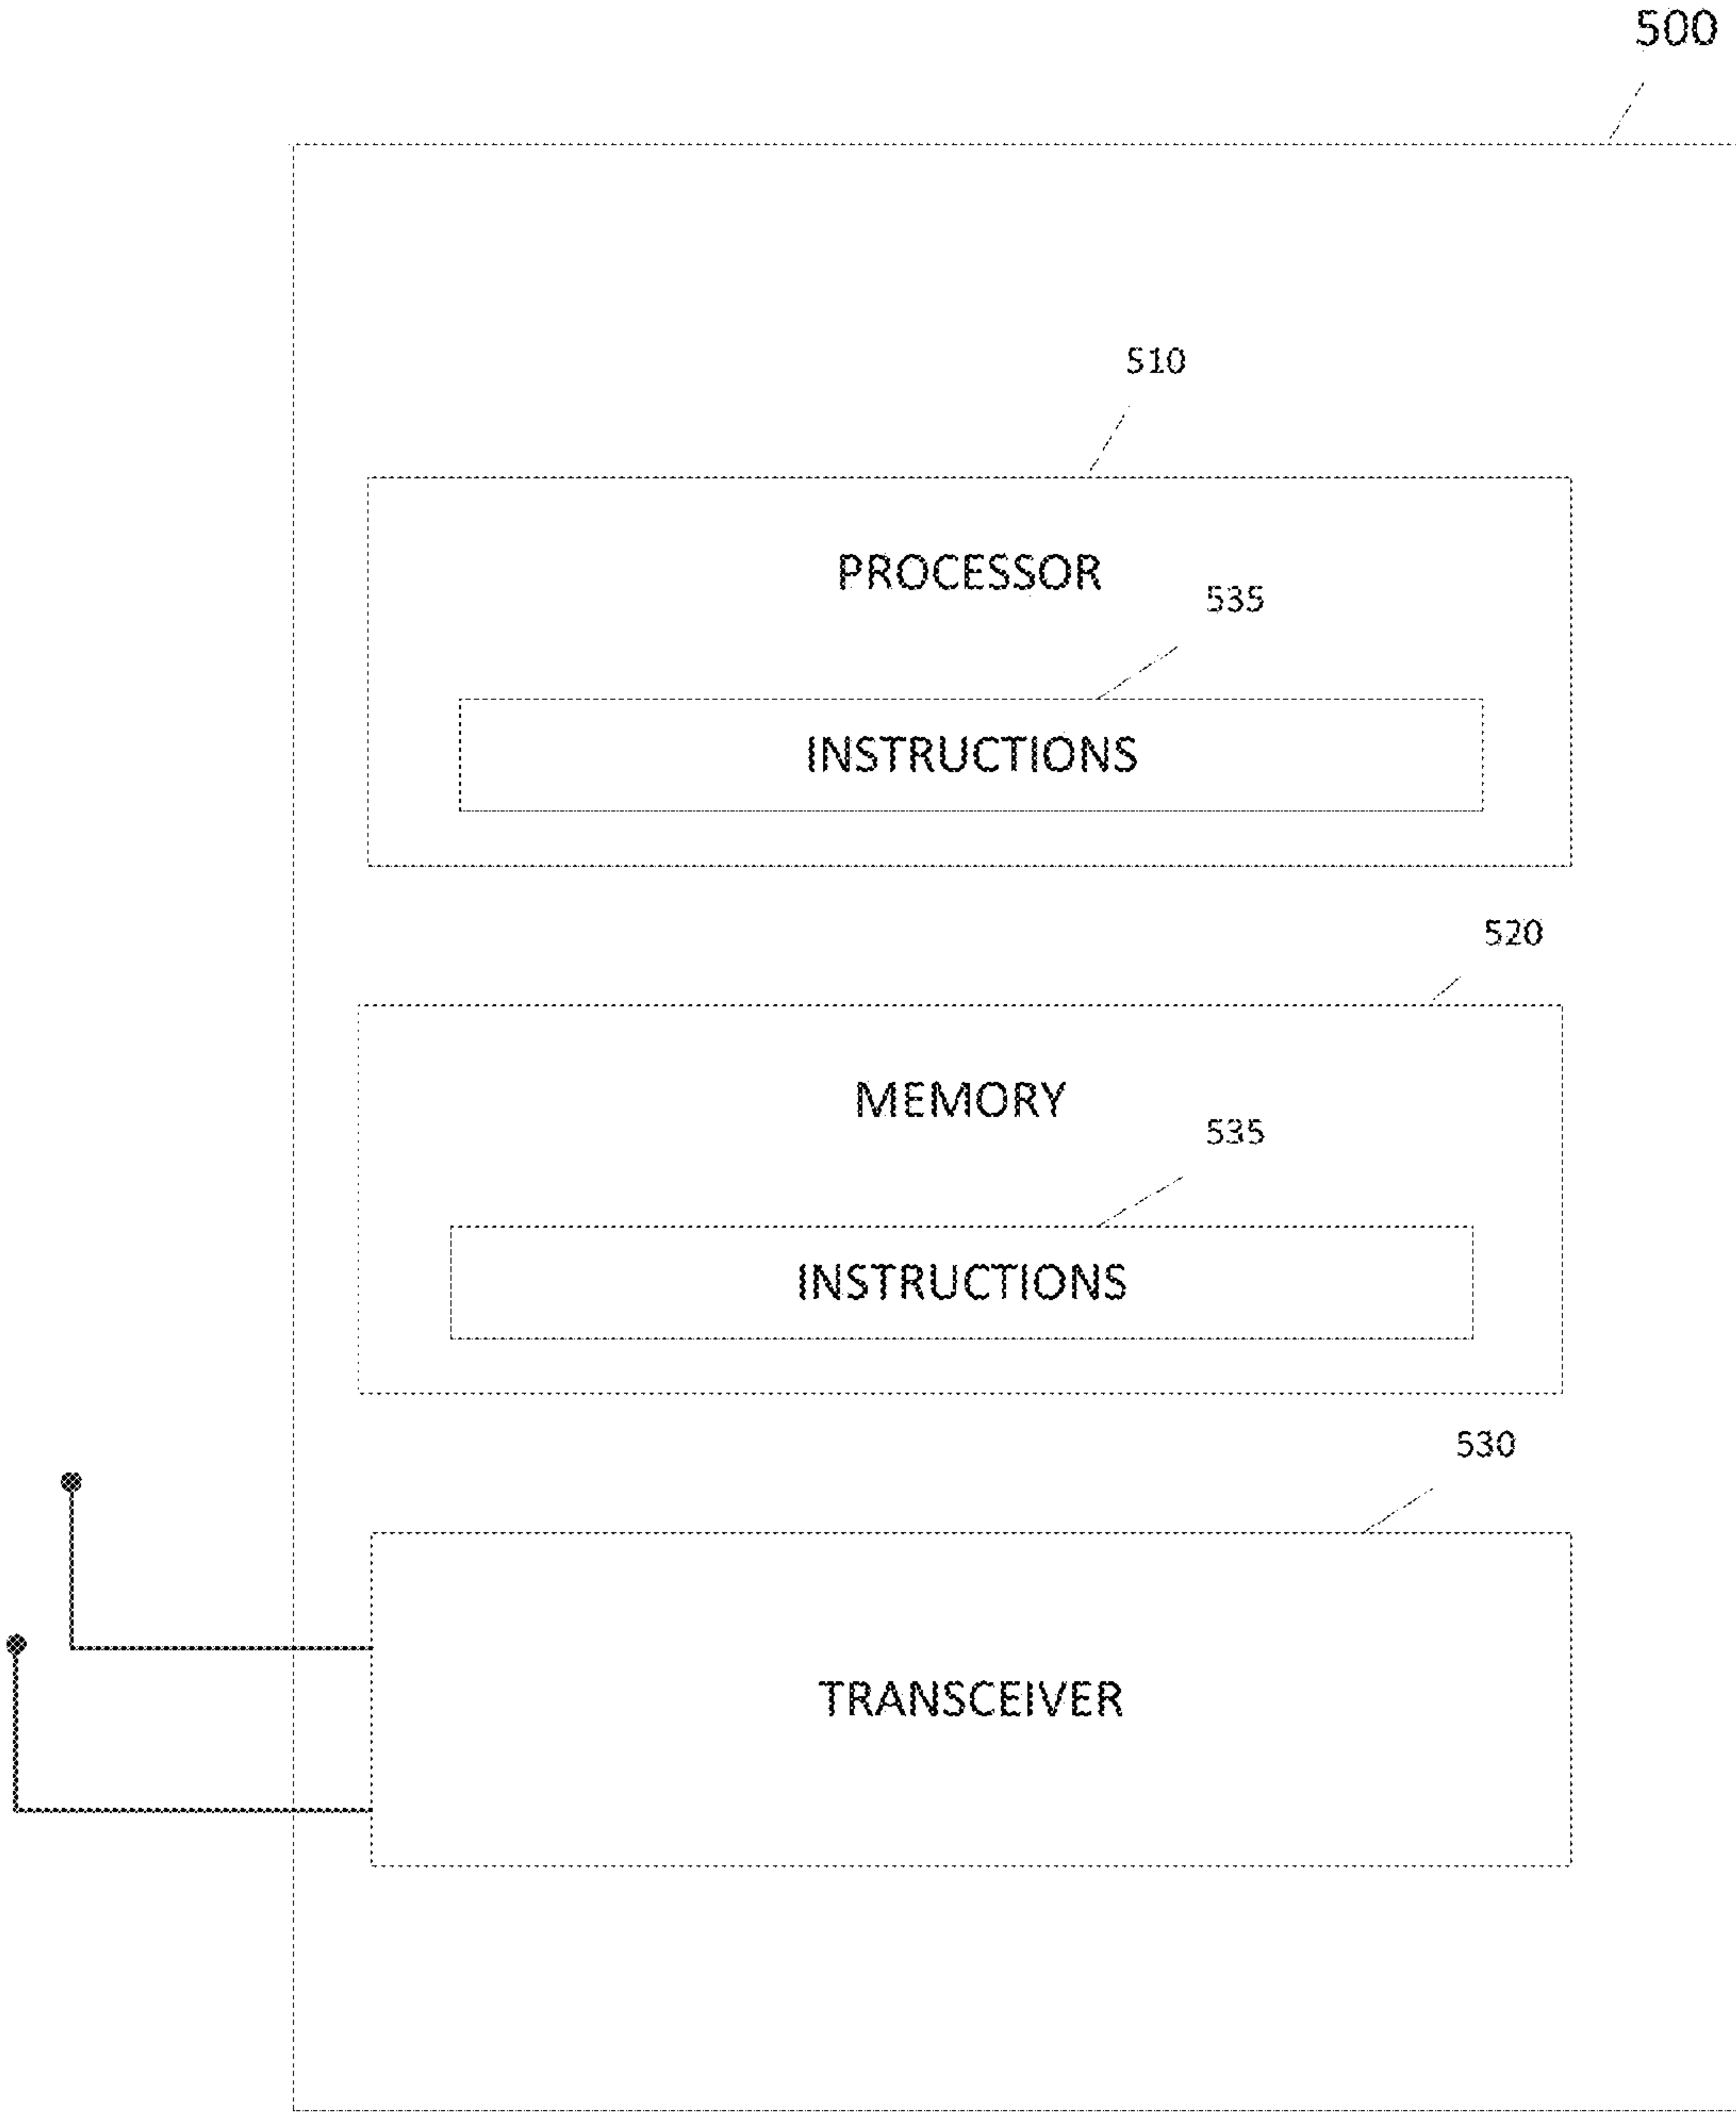 500
510
PROCESSOR
535
INSTRUCTIONS
520
MEMORY
535
INSTRUCTIONS
530
TRANSCEIVER